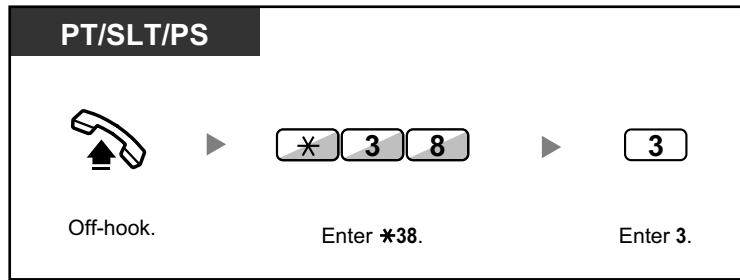 PT/SLT/PS
✳ 3 8
3
Off-hook.
Enter ✳38.
Enter 3.